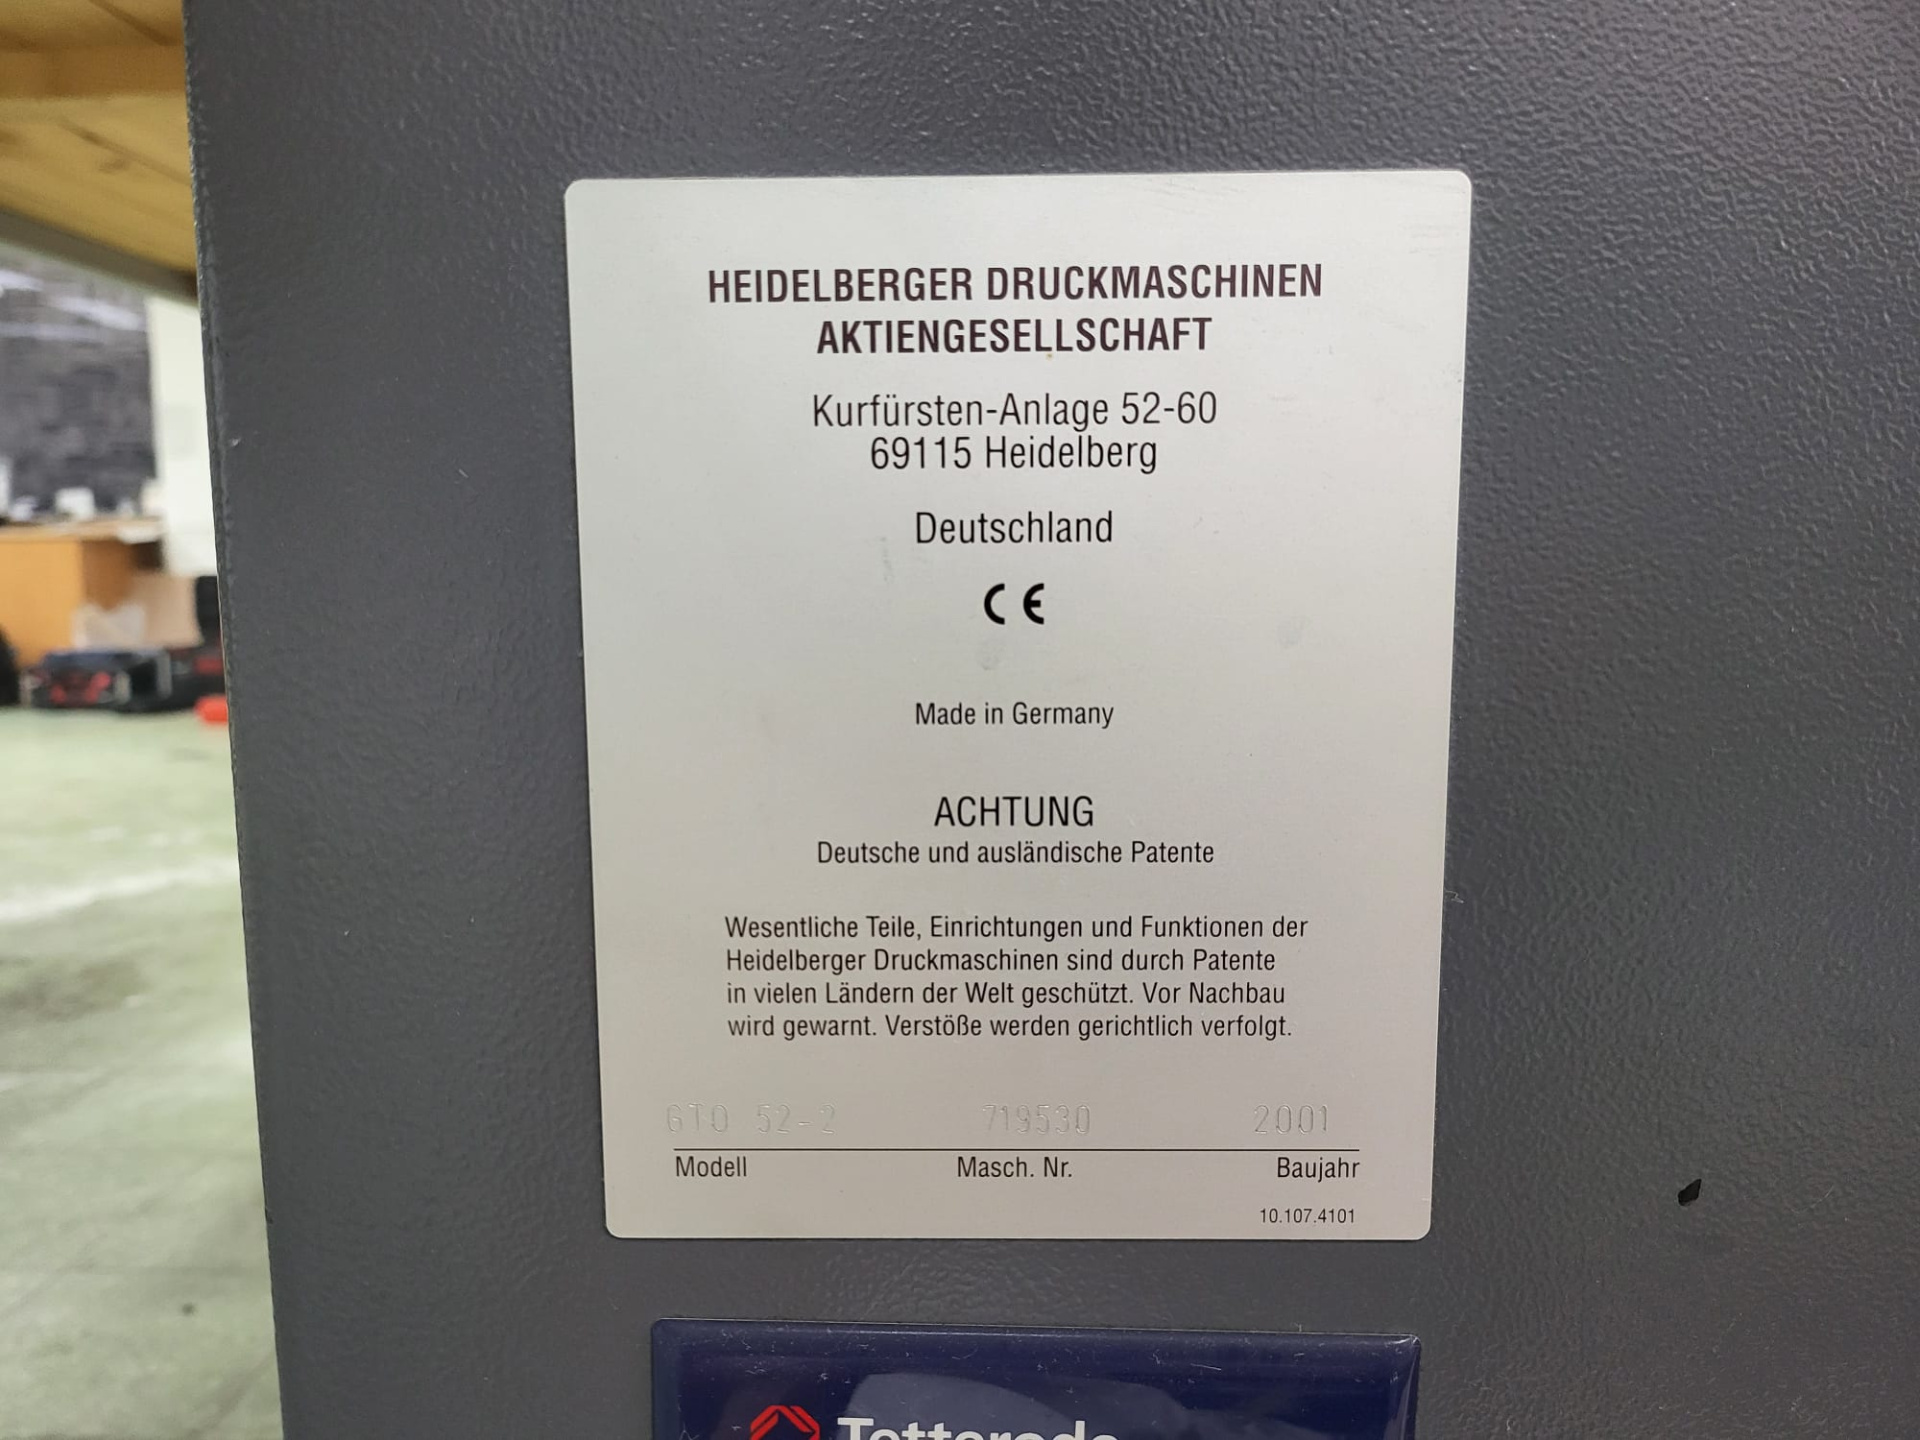 HEIDELBERGER DRUCKMASCHINEN
AKTIENGESELLSCHAFT
Kurfürsten-Anlage 52-60
69115 Heidelberg
Deutschland
CE
Made in Germany
ACHTUNG
Deutsche und ausländische Patente
Wesentliche Teile, Einrichtungen und Funktionen der
Heidelberger Druckmaschinen sind durch Patente
in vielen Ländern der Welt geschützt. Vor Nachbau
wird gewarnt. Verstöße werden gerichtlich verfolgt.
GTO 52-2 719530 2001
Modell Masch. Nr. Baujahr
10.107.4101
Tetterode